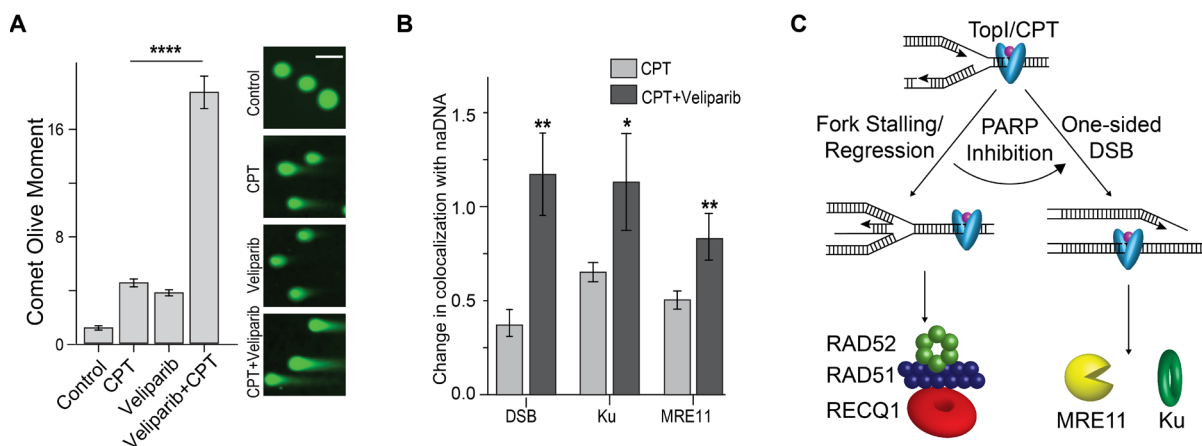 A
Comet Olive Moment
16
8
0
****
Control
CPT
Veliparib
Veliparib+CPT
Control
CPT
Veliparib
CPT+Veliparib
B
Change in colocalization with naDNA
1.5
1.0
0.5
0.0
CPT
CPT+Veliparib
**
*
**
DSB
Ku
MRE11
C
TopI/CPT
Fork Stalling/
Regression
PARP
Inhibition
One-sided
DSB
RAD52
RAD51
RECQ1
MRE11
Ku